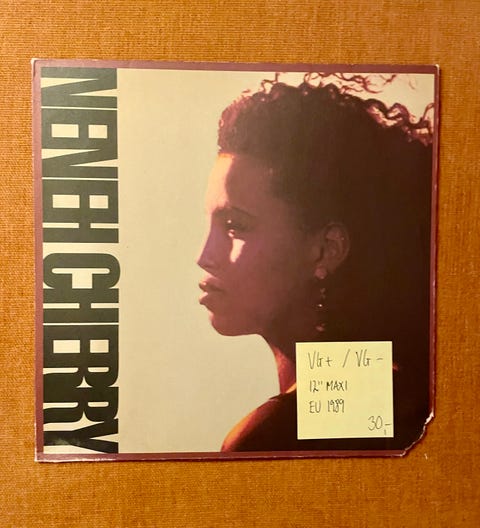 NENEH CHERRY
VG+ / VG-
12" MAXI
EU 1989
30,-